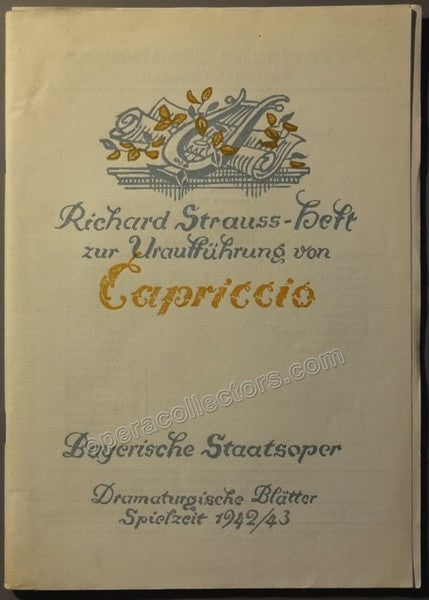 Richard Strauss-Heft
zur Uraufführung von
Capriccio
operacollectors.com
Bayerische Staatsoper
Dramaturgische Blätter
Spielzeit 1942/43